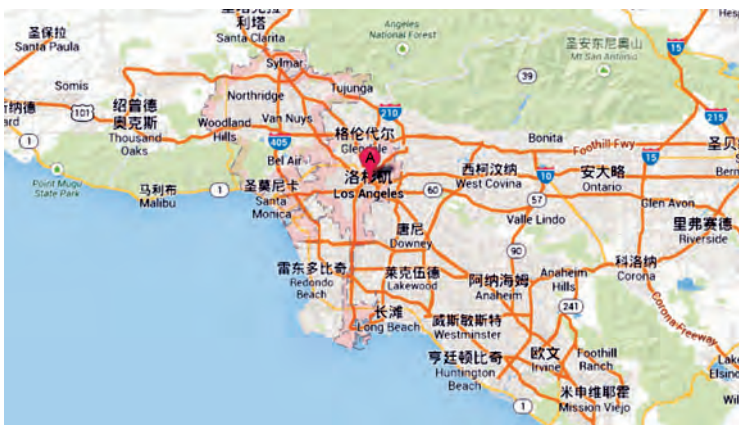 利塔
Santa Clarita
圣保拉
Santa Paula
Angeles
National Forest
圣安东尼奥山
Mt San Antonio
15
Sylmar
39
Somis
Tujunga
Northridge
210
215
101
绍普德
奥克斯
Thousand
Oaks
Woodland
Hills
Van Nuys
格伦代尔
Glendale
Bonita
Foothill Fwy
1
405
Bel Air
A
15
Point Mugu
State Park
马利布
Malibu
1
圣莫尼卡
Santa
Monica
Los Angeles
60
西柯汶纳
West Covina
10
安大略
Ontario
57
Glen Avon
Valle Lindo
里弗赛德
Riverside
唐尼
Downey
90
科洛纳
Corona
雷东多比奇
Redondo
Beach
莱克伍德
Lakewood
阿纳海姆
Anaheim
Anaheim
Hills
241
Corona Freeway
长滩
Long Beach
威斯敏斯特
Westminster
亨廷顿比奇
Huntington
Beach
欧文
Irvine
Foothill
Ranch
1
米申维耶霍
Mission Viejo